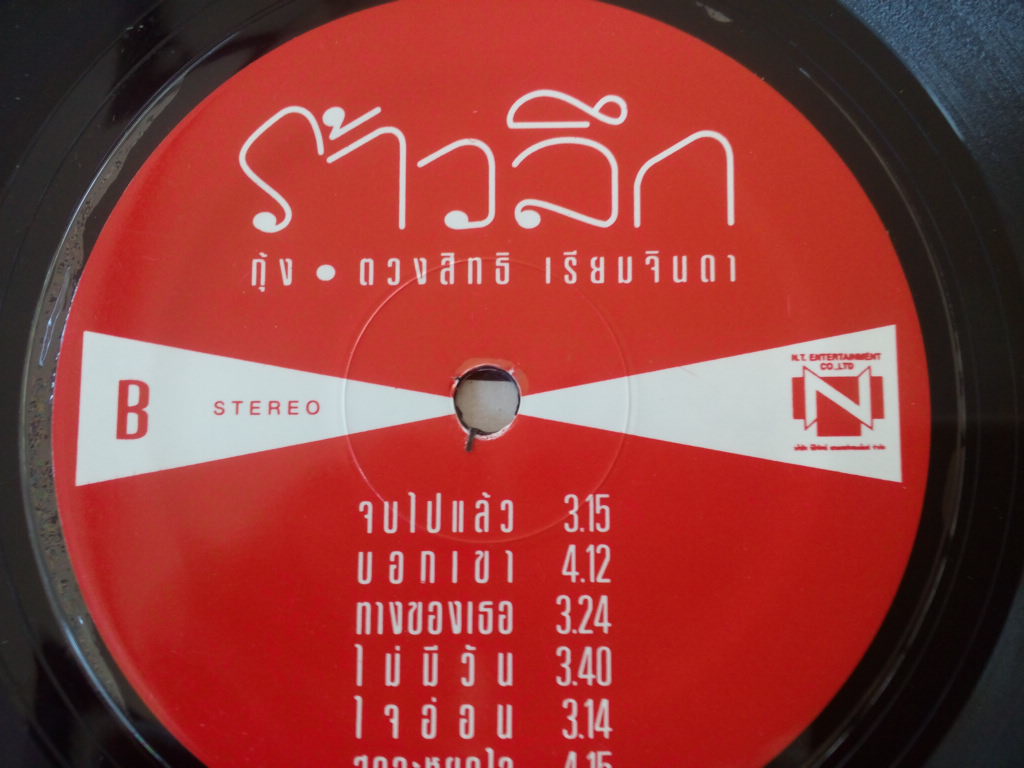 ร้าวลึก
กุ้ง • ตวงสิทธิ เรียมจินดา
B STEREO
N.T. ENTERTAINMENT
CO.,LTD
N
จบไปแล้ว 3.15
บอกเขา 4.12
ทางของเธอ 3.24
ไม่มีวัน 3.40
ใจอ่อน 3.14
4.15